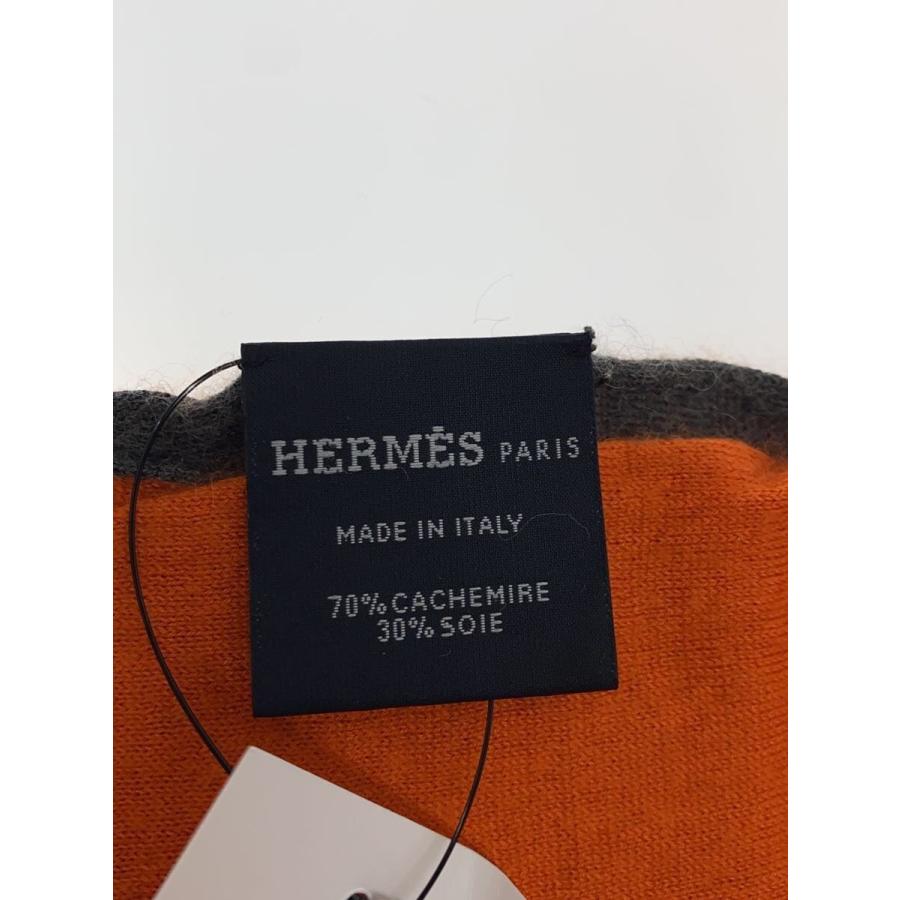 HERMÈS PARIS
MADE IN ITALY
70% CACHEMIRE
30% SOIE